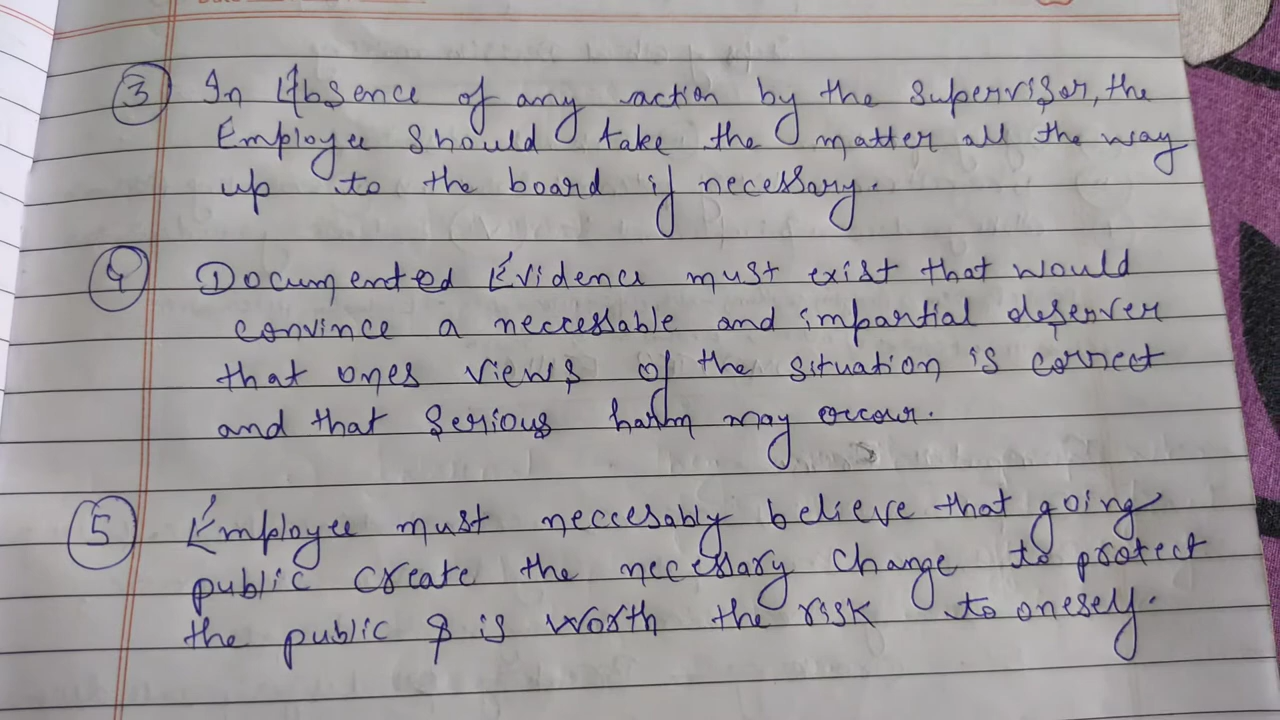 ③ In Absence of any action by the supervisor, the
Employee should take the matter all the way
up to the board if necessary.
④ Documented Evidence must exist that would
convince a neccessable and impartial deserver
that ones views of the situation is correct
and that serious harm may occour.
⑤ Employee must neccesably believe that going
public create the necessary change to protect
the public & is worth the risk to oneself.